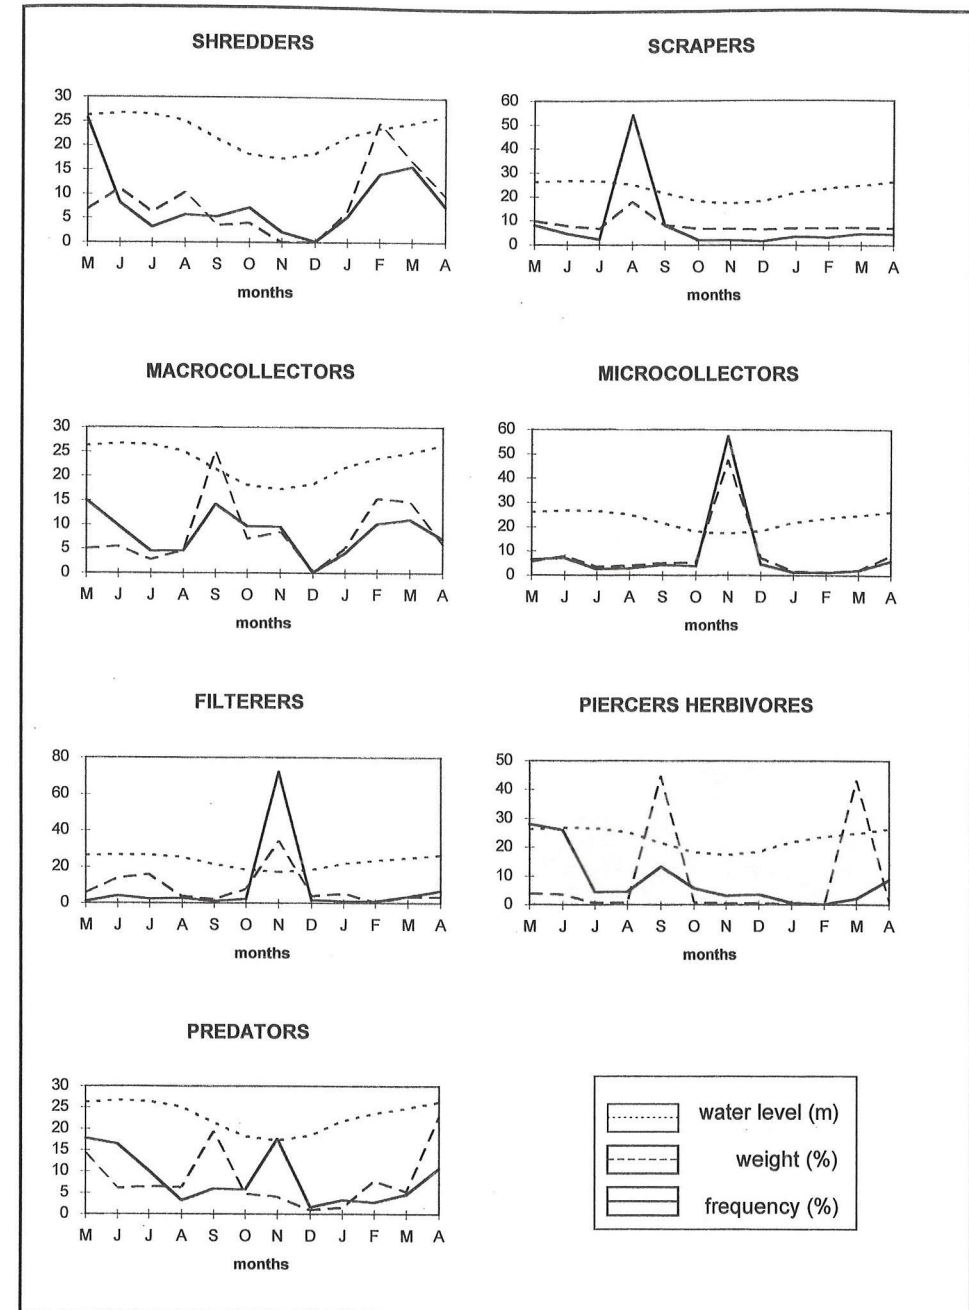 SHREDDERS
30
25
20
15
10
5
0
M J J A S O N D J F M A
months
SCRAPERS
60
50
40
30
20
10
0
M J J A S O N D J F M A
months
MACROCOLLECTORS
30
25
20
15
10
5
0
M J J A S O N D J F M A
months
MICROCOLLECTORS
60
50
40
30
20
10
0
M J J A S O N D J F M A
months
FILTERERS
80
60
40
20
0
M J J A S O N D J F M A
months
PIERCERS HERBIVORES
50
40
30
20
10
0
M J J A S O N D J F M A
months
PREDATORS
30
25
20
15
10
5
0
M J J A S O N D J F M A
months
water level (m)
weight (%)
frequency (%)